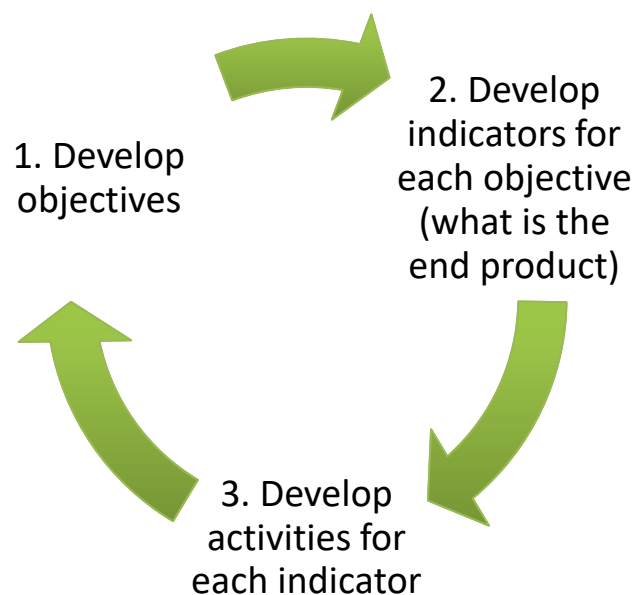 1. Develop
objectives
2. Develop
indicators for
each objective
(what is the
end product)
3. Develop
activities for
each indicator